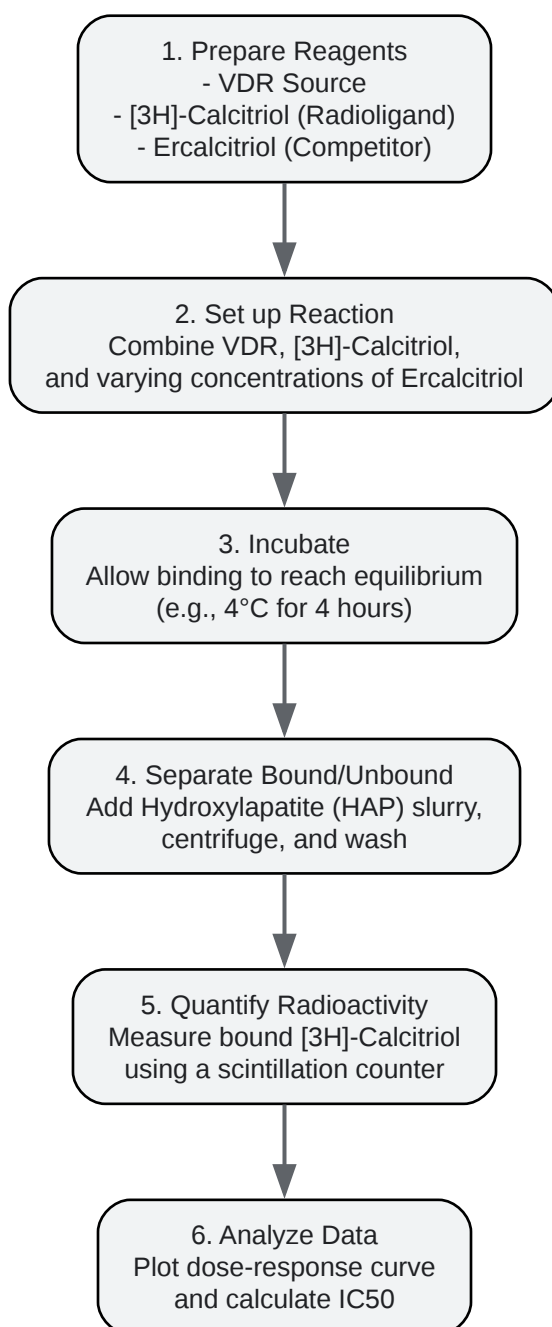 1. Prepare Reagents
- VDR Source
- [3H]-Calcitriol (Radioligand)
- Ercalcitriol (Competitor)
2. Set up Reaction
Combine VDR, [3H]-Calcitriol,
and varying concentrations of Ercalcitriol
3. Incubate
Allow binding to reach equilibrium
(e.g., 4°C for 4 hours)
4. Separate Bound/Unbound
Add Hydroxylapatite (HAP) slurry,
centrifuge, and wash
5. Quantify Radioactivity
Measure bound [3H]-Calcitriol
using a scintillation counter
6. Analyze Data
Plot dose-response curve
and calculate IC50